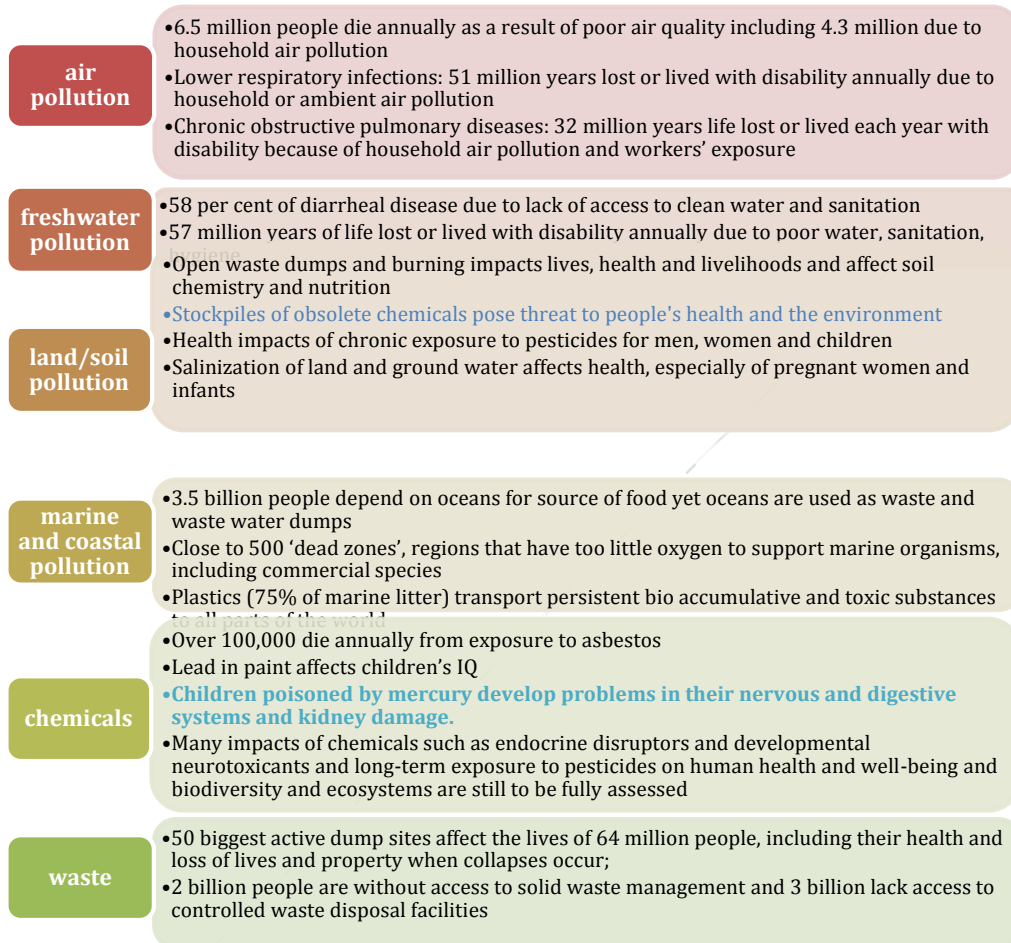 air
pollution
•6.5 million people die annually as a result of poor air quality including 4.3 million due to
household air pollution
•Lower respiratory infections: 51 million years lost or lived with disability annually due to
household or ambient air pollution
•Chronic obstructive pulmonary diseases: 32 million years life lost or lived each year with
disability because of household air pollution and workers’ exposure
freshwater
pollution
•58 per cent of diarrheal disease due to lack of access to clean water and sanitation
•57 million years of life lost or lived with disability annually due to poor water, sanitation,
hygiene
land/soil
pollution
•Open waste dumps and burning impacts lives, health and livelihoods and affect soil
chemistry and nutrition
•Stockpiles of obsolete chemicals pose threat to people's health and the environment
•Health impacts of chronic exposure to pesticides for men, women and children
•Salinization of land and ground water affects health, especially of pregnant women and
infants
marine
and coastal
pollution
•3.5 billion people depend on oceans for source of food yet oceans are used as waste and
waste water dumps
•Close to 500 ‘dead zones’, regions that have too little oxygen to support marine organisms,
including commercial species
•Plastics (75% of marine litter) transport persistent bio accumulative and toxic substances
to all parts of the world
chemicals
•Over 100,000 die annually from exposure to asbestos
•Lead in paint affects children’s IQ
•Children poisoned by mercury develop problems in their nervous and digestive
systems and kidney damage.
•Many impacts of chemicals such as endocrine disruptors and developmental
neurotoxicants and long-term exposure to pesticides on human health and well-being and
biodiversity and ecosystems are still to be fully assessed
waste
•50 biggest active dump sites affect the lives of 64 million people, including their health and
loss of lives and property when collapses occur;
•2 billion people are without access to solid waste management and 3 billion lack access to
controlled waste disposal facilities